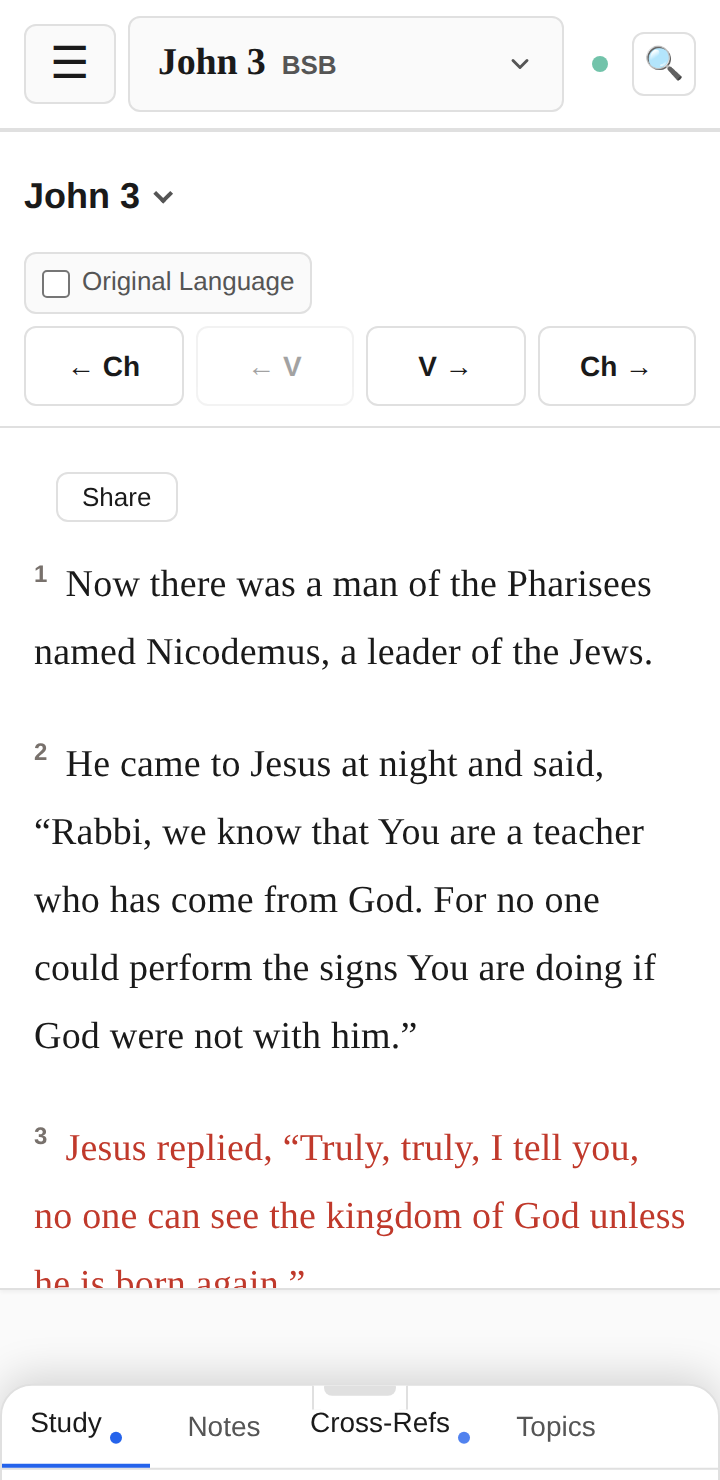 ☰ John 3 BSB 🔍
John 3
Original Language
← Ch ← V V → Ch →
Share
1 Now there was a man of the Pharisees
named Nicodemus, a leader of the Jews.
2 He came to Jesus at night and said,
“Rabbi, we know that You are a teacher
who has come from God. For no one
could perform the signs You are doing if
God were not with him.”
3 Jesus replied, “Truly, truly, I tell you,
no one can see the kingdom of God unless
he is born again.”
Study Notes Cross-Refs Topics